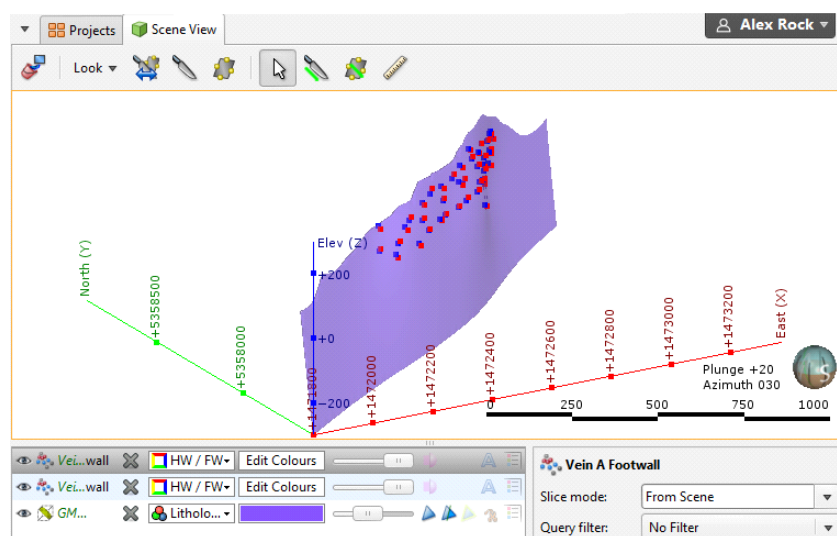 Projects
Scene View
Alex Rock
Look
Elev (Z)
North (Y)
+5358500
+5358000
+200
+0
-200
+1472000
+1472200
+1472400
+1472600
+1472800
+1473000
+1473200
East (X)
Plunge +20
Azimuth 030
0
250
500
750
1000
Vei...wall
HW / FW
Edit Colours
Vei...wall
HW / FW
Edit Colours
GM...
Litholo...
Vein A Footwall
Slice mode:
From Scene
Query filter:
No Filter